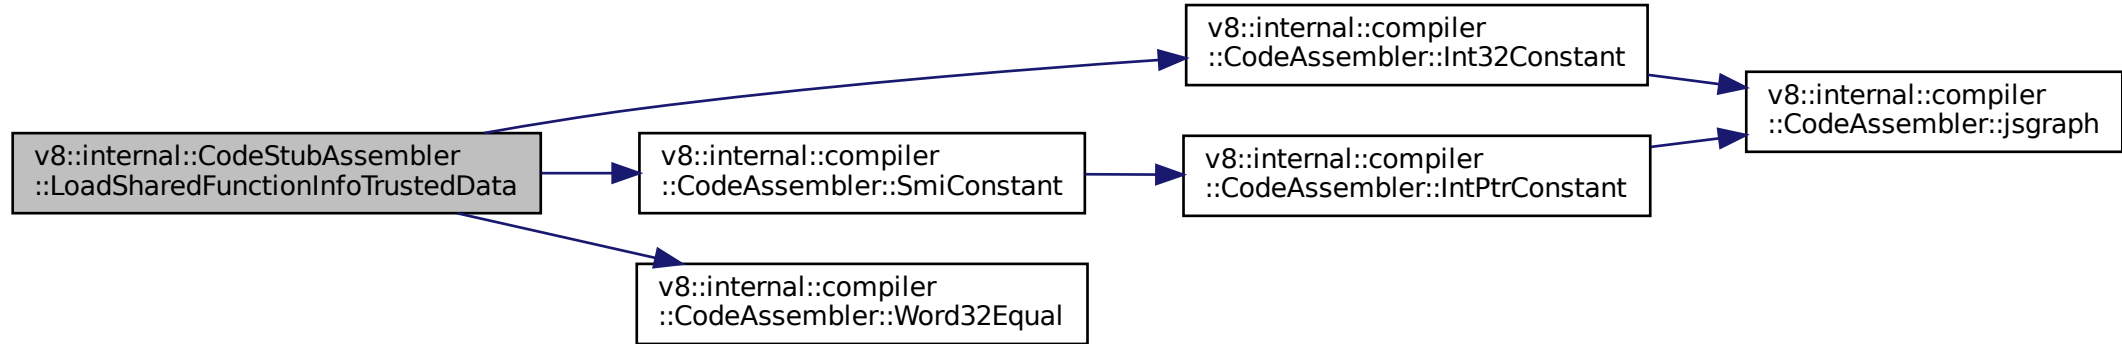 v8::internal::CodeStubAssembler
::LoadSharedFunctionInfoTrustedData
v8::internal::compiler
::CodeAssembler::Int32Constant
v8::internal::compiler
::CodeAssembler::SmiConstant
v8::internal::compiler
::CodeAssembler::IntPtrConstant
v8::internal::compiler
::CodeAssembler::jsgraph
v8::internal::compiler
::CodeAssembler::Word32Equal